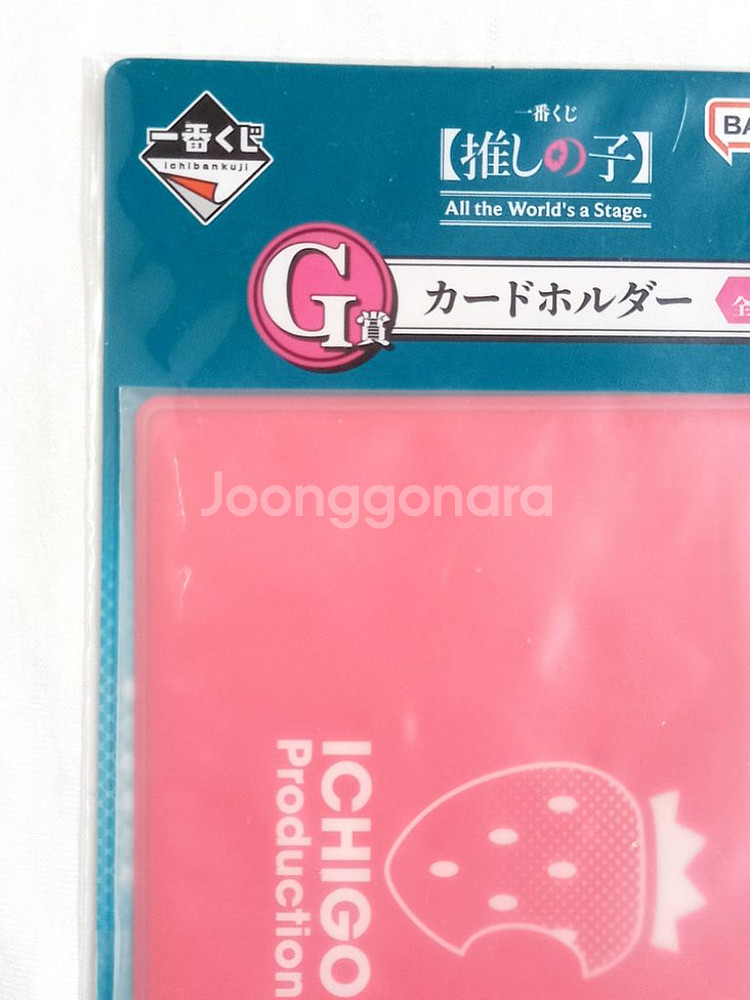 一番くじ
ichibankuji
一番くじ
【推しの子】
All the World's a Stage.
BA
G賞
カードホルダー
全
Joonggonara
ICHIGO
Production